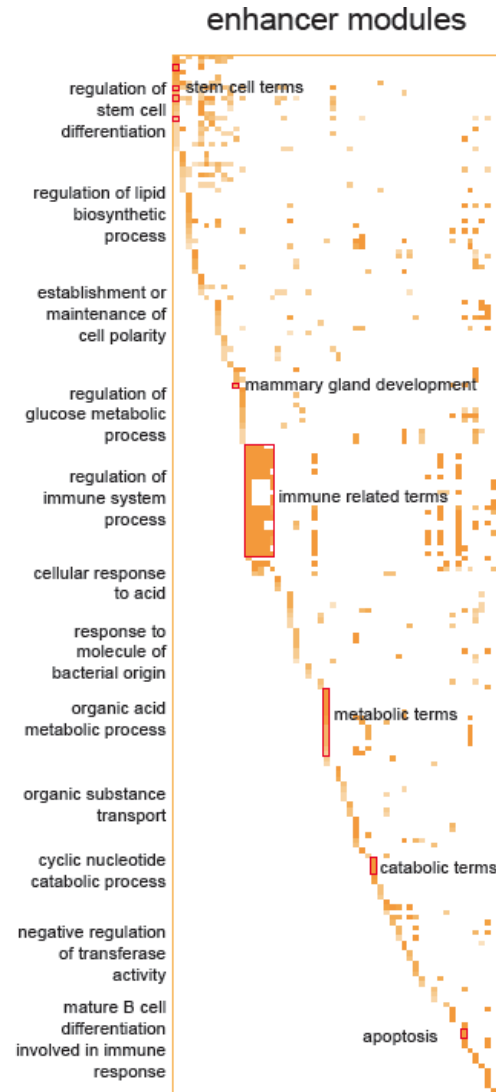 enhancer modules
regulation of
stem cell
differentiation
stem cell terms
regulation of lipid
biosynthetic
process
establishment or
maintenance of
cell polarity
mammary gland development
regulation of
glucose metabolic
process
regulation of
immune system
process
immune related terms
cellular response
to acid
response to
molecule of
bacterial origin
organic acid
metabolic process
metabolic terms
organic substance
transport
cyclic nucleotide
catabolic process
catabolic terms
negative regulation
of transferase
activity
mature B cell
differentiation
involved in immune
response
apoptosis